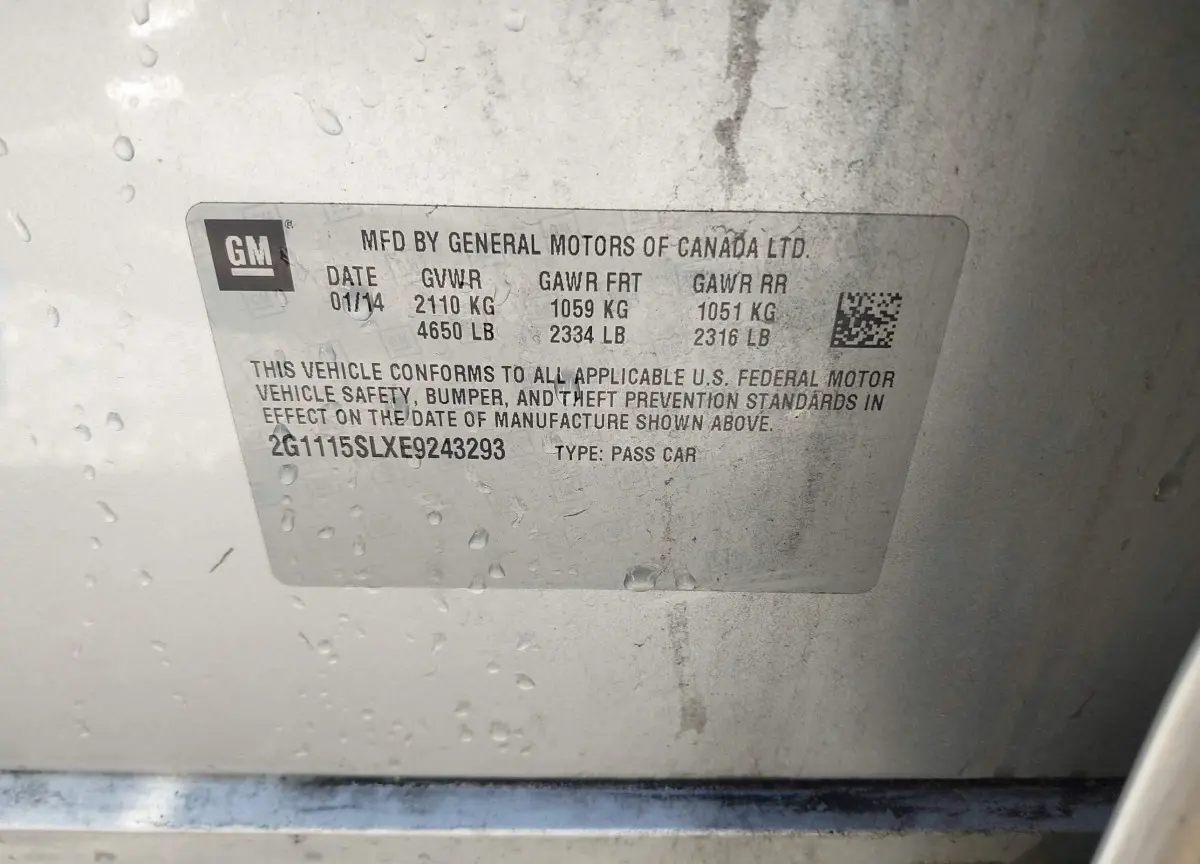 GM ®
MFD BY GENERAL MOTORS OF CANADA LTD.
DATE GVWR GAWR FRT GAWR RR
01/14 2110 KG 1059 KG 1051 KG
4650 LB 2334 LB 2316 LB
THIS VEHICLE CONFORMS TO ALL APPLICABLE U.S. FEDERAL MOTOR
VEHICLE SAFETY, BUMPER, AND THEFT PREVENTION STANDARDS IN
EFFECT ON THE DATE OF MANUFACTURE SHOWN ABOVE.
2G1115SLXE9243293 TYPE: PASS CAR